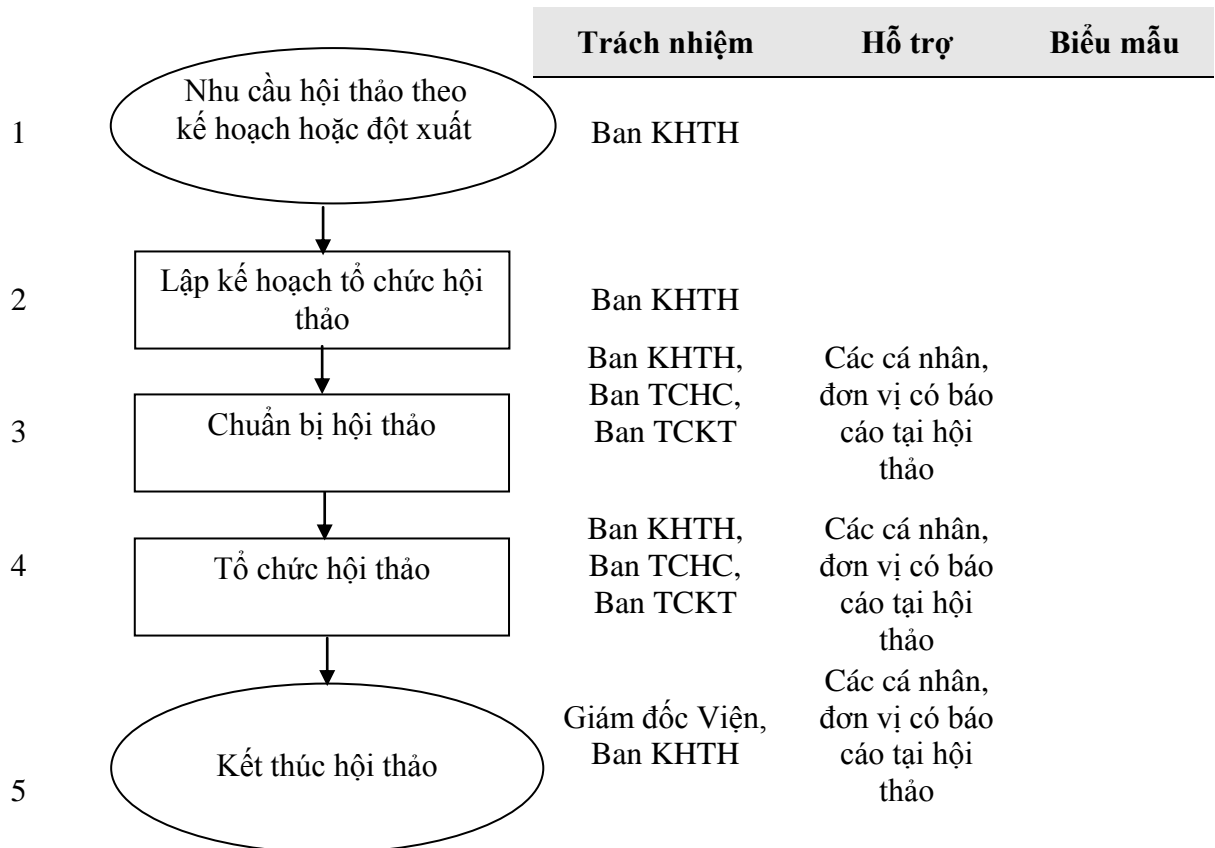 Trách nhiệm Hỗ trợ Biểu mẫu
1
Nhu cầu hội thảo theo
kế hoạch hoặc đột xuất
Ban KHTH
2
Lập kế hoạch tổ chức hội
thảo
Ban KHTH
3
Chuẩn bị hội thảo
Ban KHTH,
Ban TCHC,
Ban TCKT
Các cá nhân,
đơn vị có báo
cáo tại hội
thảo
4
Tổ chức hội thảo
Ban KHTH,
Ban TCHC,
Ban TCKT
Các cá nhân,
đơn vị có báo
cáo tại hội
thảo
5
Kết thúc hội thảo
Giám đốc Viện,
Ban KHTH
Các cá nhân,
đơn vị có báo
cáo tại hội
thảo